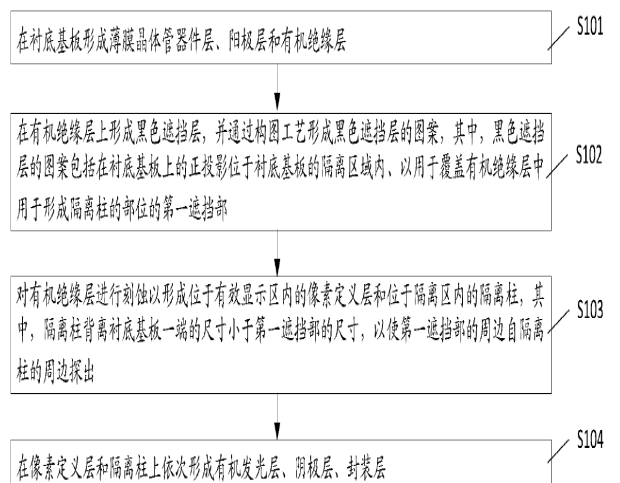 在衬底基板形成薄膜晶体管器件层、阳极层和有机绝缘层
S101
在有机绝缘层上形成黑色遮挡层，并通过构图工艺形成黑色遮挡层的图案，其中，黑色遮挡
层的图案包括在衬底基板上的正投影位于衬底基板的隔离区域内、以用于覆盖有机绝缘层中
用于形成隔离柱的部位的第一遮挡部
S102
对有机绝缘层进行刻蚀以形成位于有效显示区内的像素定义层和位于隔离区内的隔离柱，其
中，隔离柱背离衬底基板一端的尺寸小于第一遮挡部的尺寸，以使第一遮挡部的周边自隔离
柱的周边探出
S103
在像素定义层和隔离柱上依次形成有机发光层、阴极层、封装层
S104